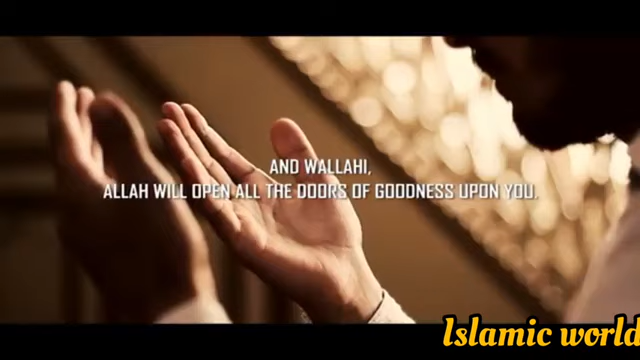 AND WALLAHI,
ALLAH WILL OPEN ALL THE DOORS OF GOODNESS UPON YOU.
Islamic world